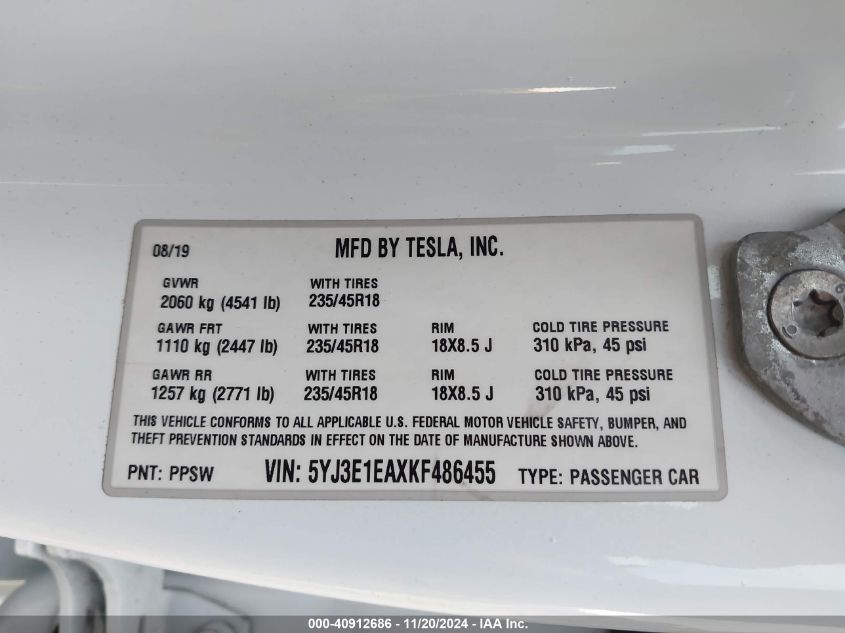 08/19 MFD BY TESLA, INC.
GVWR WITH TIRES
2060 kg (4541 lb) 235/45R18
GAWR FRT WITH TIRES RIM COLD TIRE PRESSURE
1110 kg (2447 lb) 235/45R18 18X8.5 J 310 kPa, 45 psi
GAWR RR WITH TIRES RIM COLD TIRE PRESSURE
1257 kg (2771 lb) 235/45R18 18X8.5 J 310 kPa, 45 psi
THIS VEHICLE CONFORMS TO ALL APPLICABLE U.S. FEDERAL MOTOR VEHICLE SAFETY, BUMPER, AND
THEFT PREVENTION STANDARDS IN EFFECT ON THE DATE OF MANUFACTURE SHOWN ABOVE.
PNT: PPSW VIN: 5YJ3E1EAXKF486455 TYPE: PASSENGER CAR
000-40912686 - 11/20/2024 - IAA Inc.